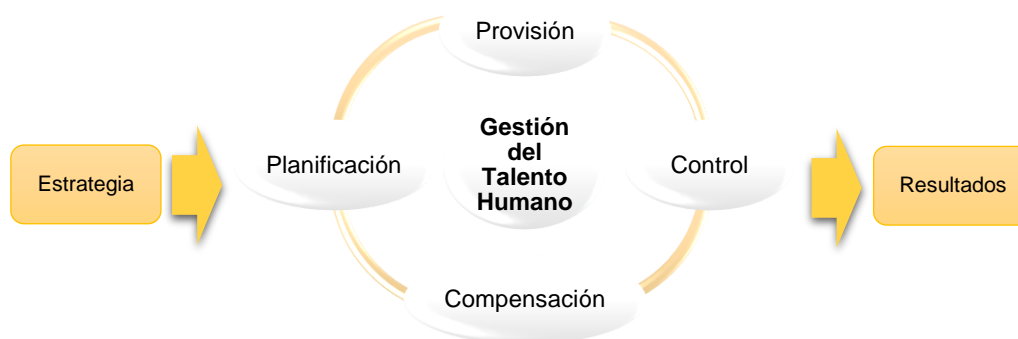 Provisión
Estrategia
Planificación
Gestión
del
Talento
Humano
Control
Resultados
Compensación